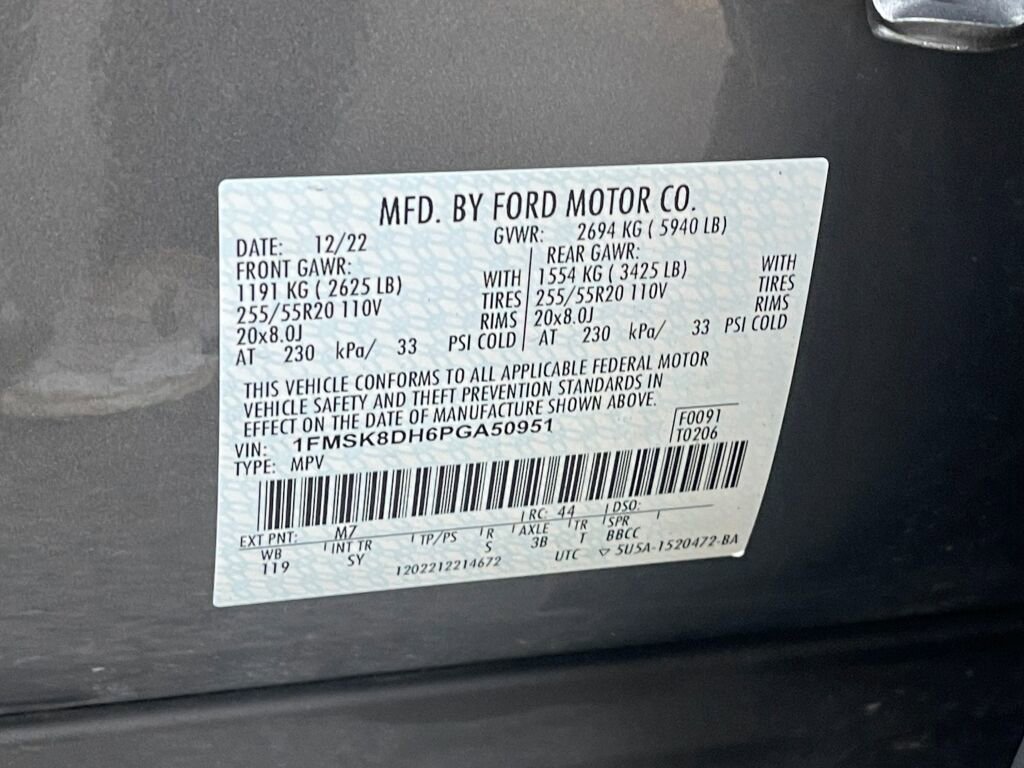 MFD. BY FORD MOTOR CO.
DATE: 12/22 GVWR: 2694 KG ( 5940 LB)
FRONT GAWR: REAR GAWR:
1191 KG ( 2625 LB) WITH 1554 KG ( 3425 LB) WITH
255/55R20 110V TIRES 255/55R20 110V TIRES
20x8.0J RIMS 20x8.0J RIMS
AT 230 kPa/ 33 PSI COLD AT 230 kPa/ 33 PSI COLD
THIS VEHICLE CONFORMS TO ALL APPLICABLE FEDERAL MOTOR
VEHICLE SAFETY AND THEFT PREVENTION STANDARDS IN
EFFECT ON THE DATE OF MANUFACTURE SHOWN ABOVE.
VIN: 1FMSK8DH6PGA50951 F0091
TYPE: MPV T0206
EXT PNT: M7 RC: 44 DSO:
WB INT TR TP/PS R AXLE TR SPR
119 SY S 3B T BBCC
1202212214672 UTC ▽ 5U5A-1520472-BA